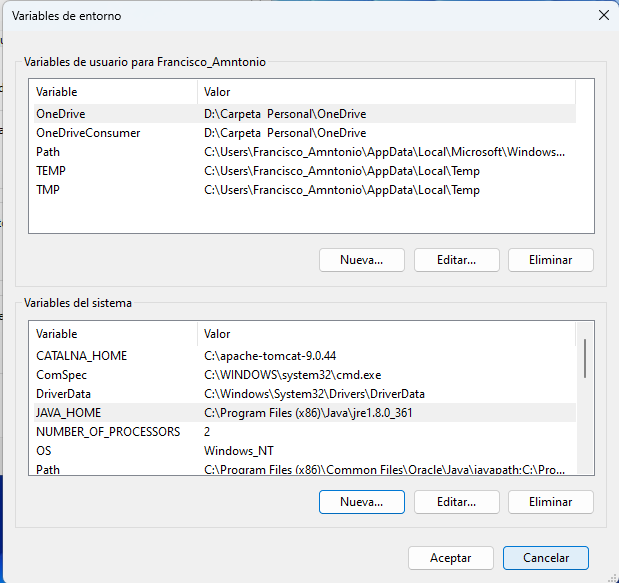 Variables de entorno
Variables de usuario para Francisco_Amntonio
Variable Valor
OneDrive D:\Carpeta Personal\OneDrive
OneDriveConsumer D:\Carpeta Personal\OneDrive
Path C:\Users\Francisco_Amntonio\AppData\Local\Microsoft\Windows...
TEMP C:\Users\Francisco_Amntonio\AppData\Local\Temp
TMP C:\Users\Francisco_Amntonio\AppData\Local\Temp
Nueva... Editar... Eliminar
Variables del sistema
Variable Valor
CATALNA_HOME C:\apache-tomcat-9.0.44
ComSpec C:\WINDOWS\system32\cmd.exe
DriverData C:\Windows\System32\Drivers\DriverData
JAVA_HOME C:\Program Files (x86)\Java\jre1.8.0_361
NUMBER_OF_PROCESSORS 2
OS Windows_NT
Path C:\Program Files (x86)\Common Files\Oracle\Java\javapath;C:\Pro...
Nueva... Editar... Eliminar
Aceptar Cancelar